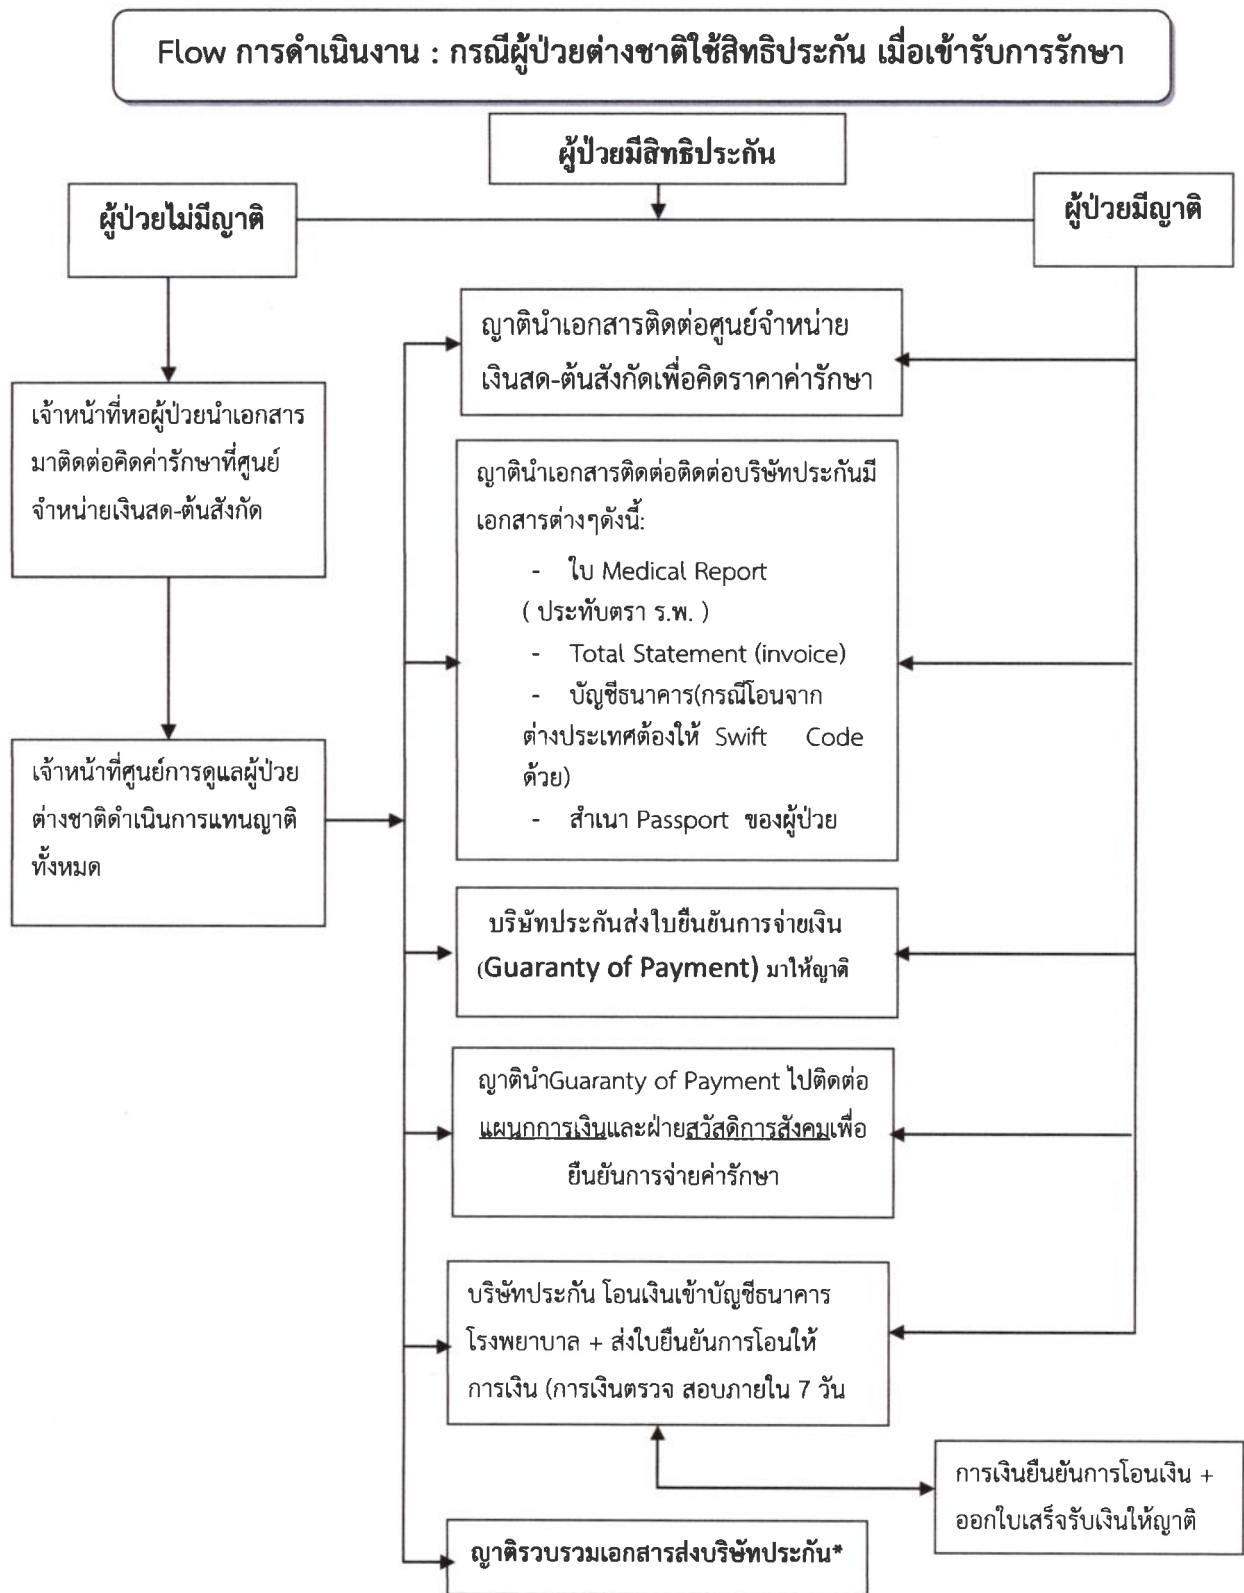 Flow การดำเนินงาน : กรณีผู้ป่วยต่างชาติใช้สิทธิประกัน เมื่อเข้ารับการรักษา
ผู้ป่วยมีสิทธิประกัน
ผู้ป่วยไม่มีญาติ
ผู้ป่วยมีญาติ
เจ้าหน้าที่หอผู้ป่วยนำเอกสาร
มาติดต่อคิดค่ารักษาที่ศูนย์
จำหน่ายเงินสด-ต้นสังกัด
เจ้าหน้าที่ศูนย์การดูแลผู้ป่วย
ต่างชาติดำเนินการแทนญาติ
ทั้งหมด
ญาตินำเอกสารติดต่อศูนย์จำหน่าย
เงินสด-ต้นสังกัดเพื่อคิดราคาค่ารักษา
ญาตินำเอกสารติดต่อติดต่อบริษัทประกันมี
เอกสารต่างๆดังนี้:
- ใบ Medical Report
( ประทับตรา ร.พ. )
- Total Statement (invoice)
- บัญชีธนาคาร(กรณีโอนจาก
ต่างประเทศต้องให้ Swift Code
ด้วย)
- สำเนา Passport ของผู้ป่วย
บริษัทประกันส่งใบยืนยันการจ่ายเงิน
(Guaranty of Payment) มาให้ญาติ
ญาตินำGuaranty of Payment ไปติดต่อ
แผนกการเงินและฝ่ายสวัสดิการสังคมเพื่อ
ยืนยันการจ่ายค่ารักษา
บริษัทประกัน โอนเงินเข้าบัญชีธนาคาร
โรงพยาบาล + ส่งใบยืนยันการโอนให้
การเงิน (การเงินตรวจ สอบภายใน 7 วัน
การเงินยืนยันการโอนเงิน +
ออกใบเสร็จรับเงินให้ญาติ
ญาติรวบรวมเอกสารส่งบริษัทประกัน*